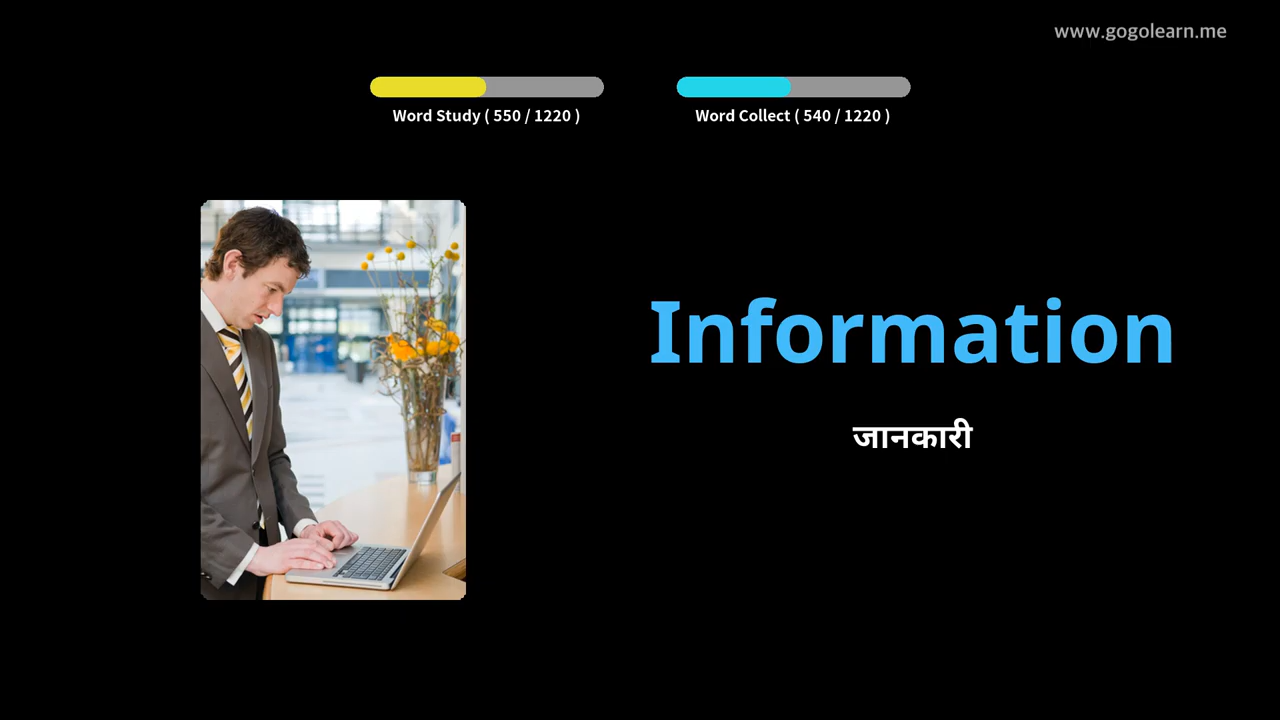 www.gogolearn.me
Word Study ( 550 / 1220 )
Word Collect ( 540 / 1220 )
Information
जानकारी